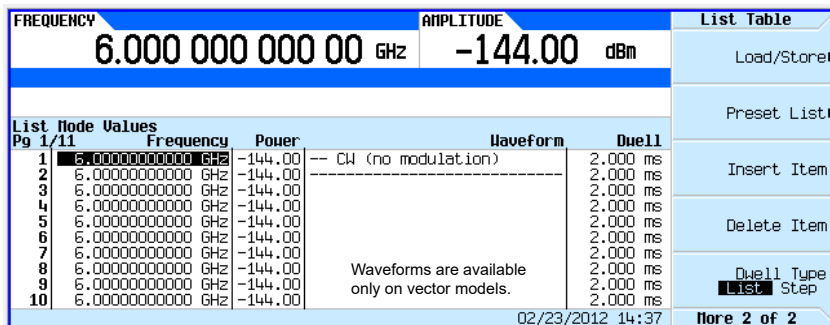 FREQUENCY AMPLITUDE List Table
6.000 000 000 00 GHz -144.00 dBm
Load/Store
Preset List
List Mode Values
Pg 1/11 Frequency Power Waveform Dwell
1 6.00000000000 GHz -144.00 -- CW (no modulation) 2.000 ms
2 6.00000000000 GHz -144.00 ---------------------------- 2.000 ms
3 6.00000000000 GHz -144.00 2.000 ms
4 6.00000000000 GHz -144.00 2.000 ms
5 6.00000000000 GHz -144.00 2.000 ms
6 6.00000000000 GHz -144.00 2.000 ms
7 6.00000000000 GHz -144.00 2.000 ms
8 6.00000000000 GHz -144.00 2.000 ms
9 6.00000000000 GHz -144.00 2.000 ms
10 6.00000000000 GHz -144.00 2.000 ms
Waveforms are available
only on vector models.
Insert Item
Delete Item
Dwell Type
List Step
02/23/2012 14:37
More 2 of 2